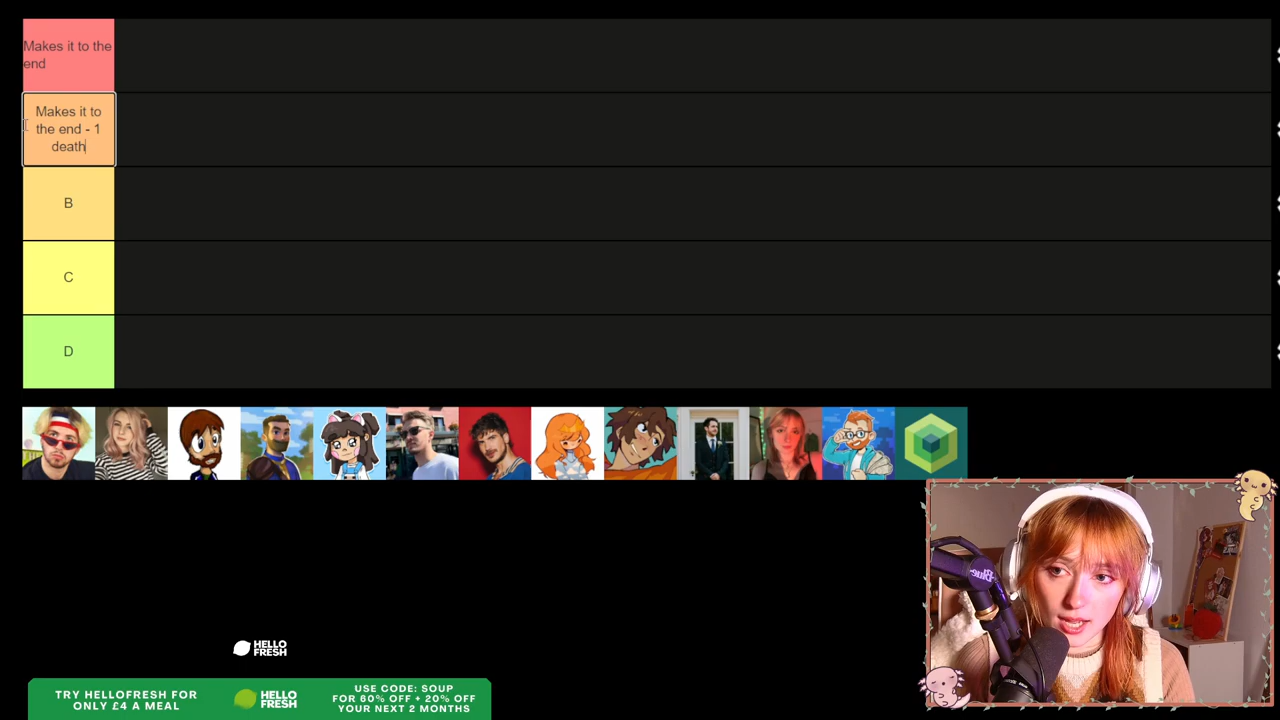 Makes it to the
end
Makes it to
the end - 1
death
B
C
D
HELLO
FRESH
TRY HELLOFRESH FOR
ONLY £4 A MEAL
HELLO
FRESH
USE CODE: SOUP
FOR 60% OFF + 20% OFF
YOUR NEXT 2 MONTHS